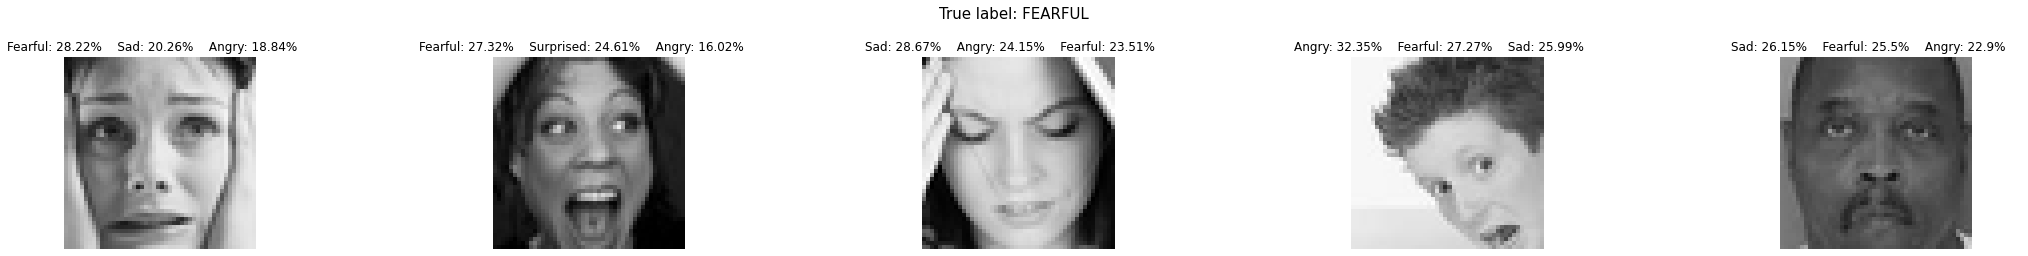 True label: FEARFUL
Fearful: 28.22% Sad: 20.26% Angry: 18.84%
Fearful: 27.32% Surprised: 24.61% Angry: 16.02%
Sad: 28.67% Angry: 24.15% Fearful: 23.51%
Angry: 32.35% Fearful: 27.27% Sad: 25.99%
Sad: 26.15% Fearful: 25.5% Angry: 22.9%